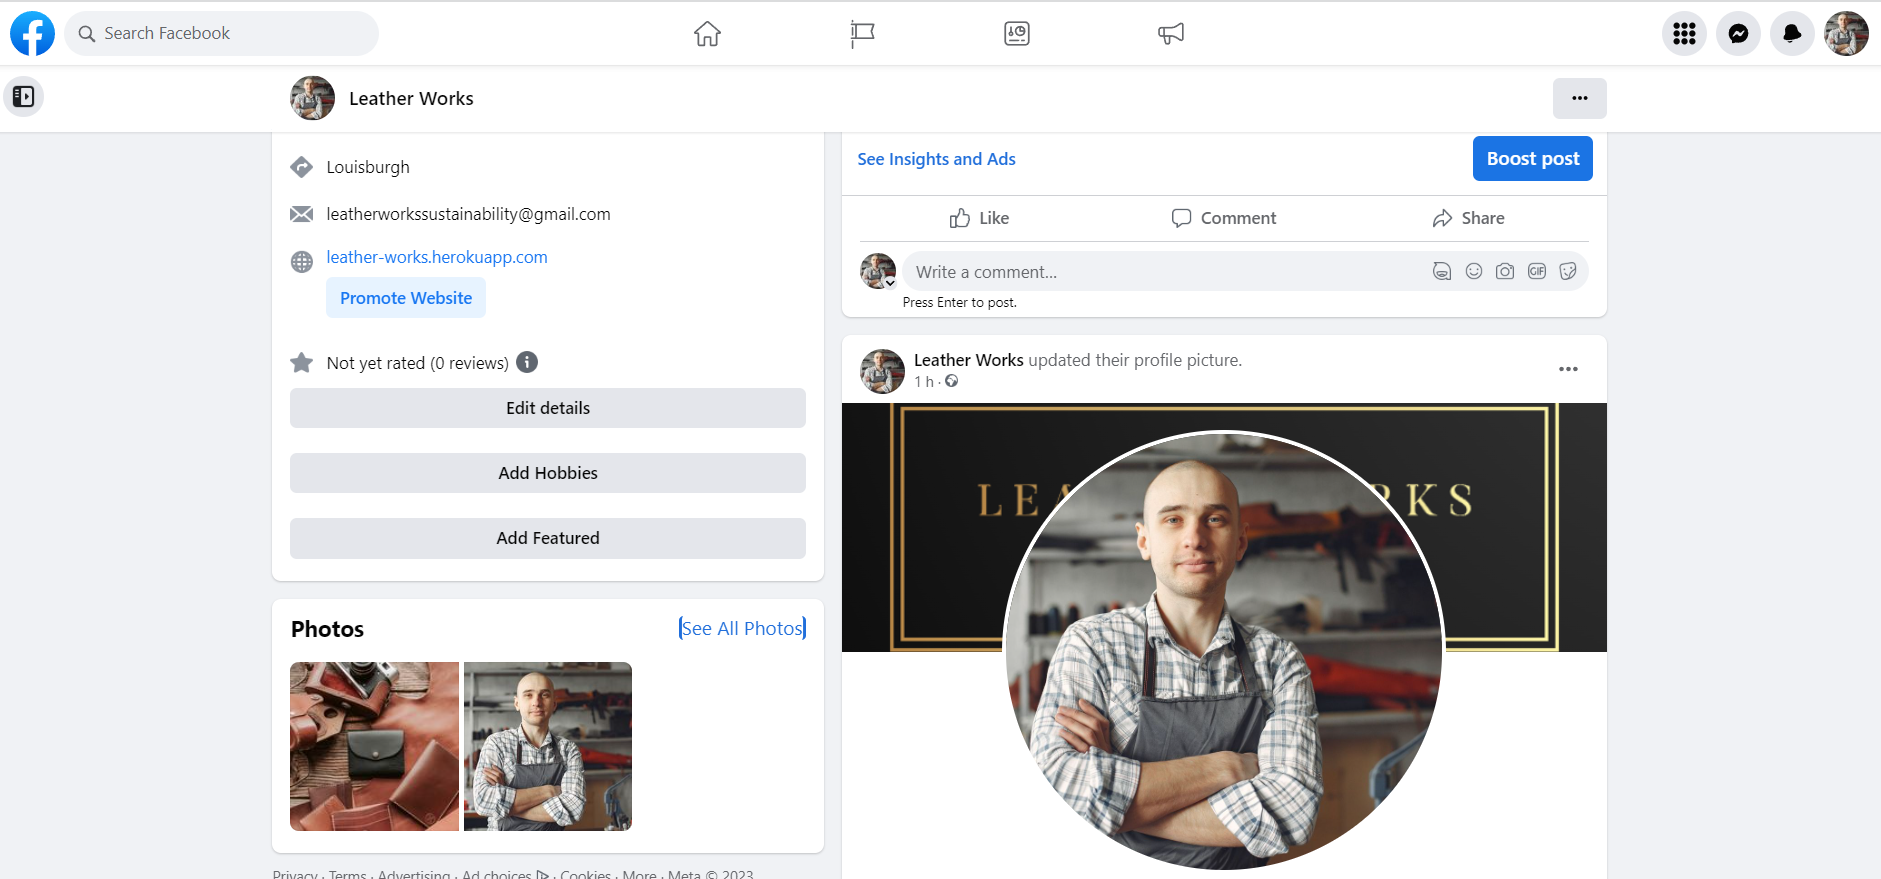 Search Facebook
Leather Works
Louisburgh
leatherworkssustainability@gmail.com
leather-works.herokuapp.com
Promote Website
Not yet rated (0 reviews)
Edit details
Add Hobbies
Add Featured
Photos
See All Photos
Privacy · Terms · Advertising · Ad choices · Cookies · More · Meta © 2023
See Insights and Ads
Boost post
Like Comment Share
Write a comment...
GIF
Press Enter to post.
Leather Works updated their profile picture.
1 h ·
LEA RKS